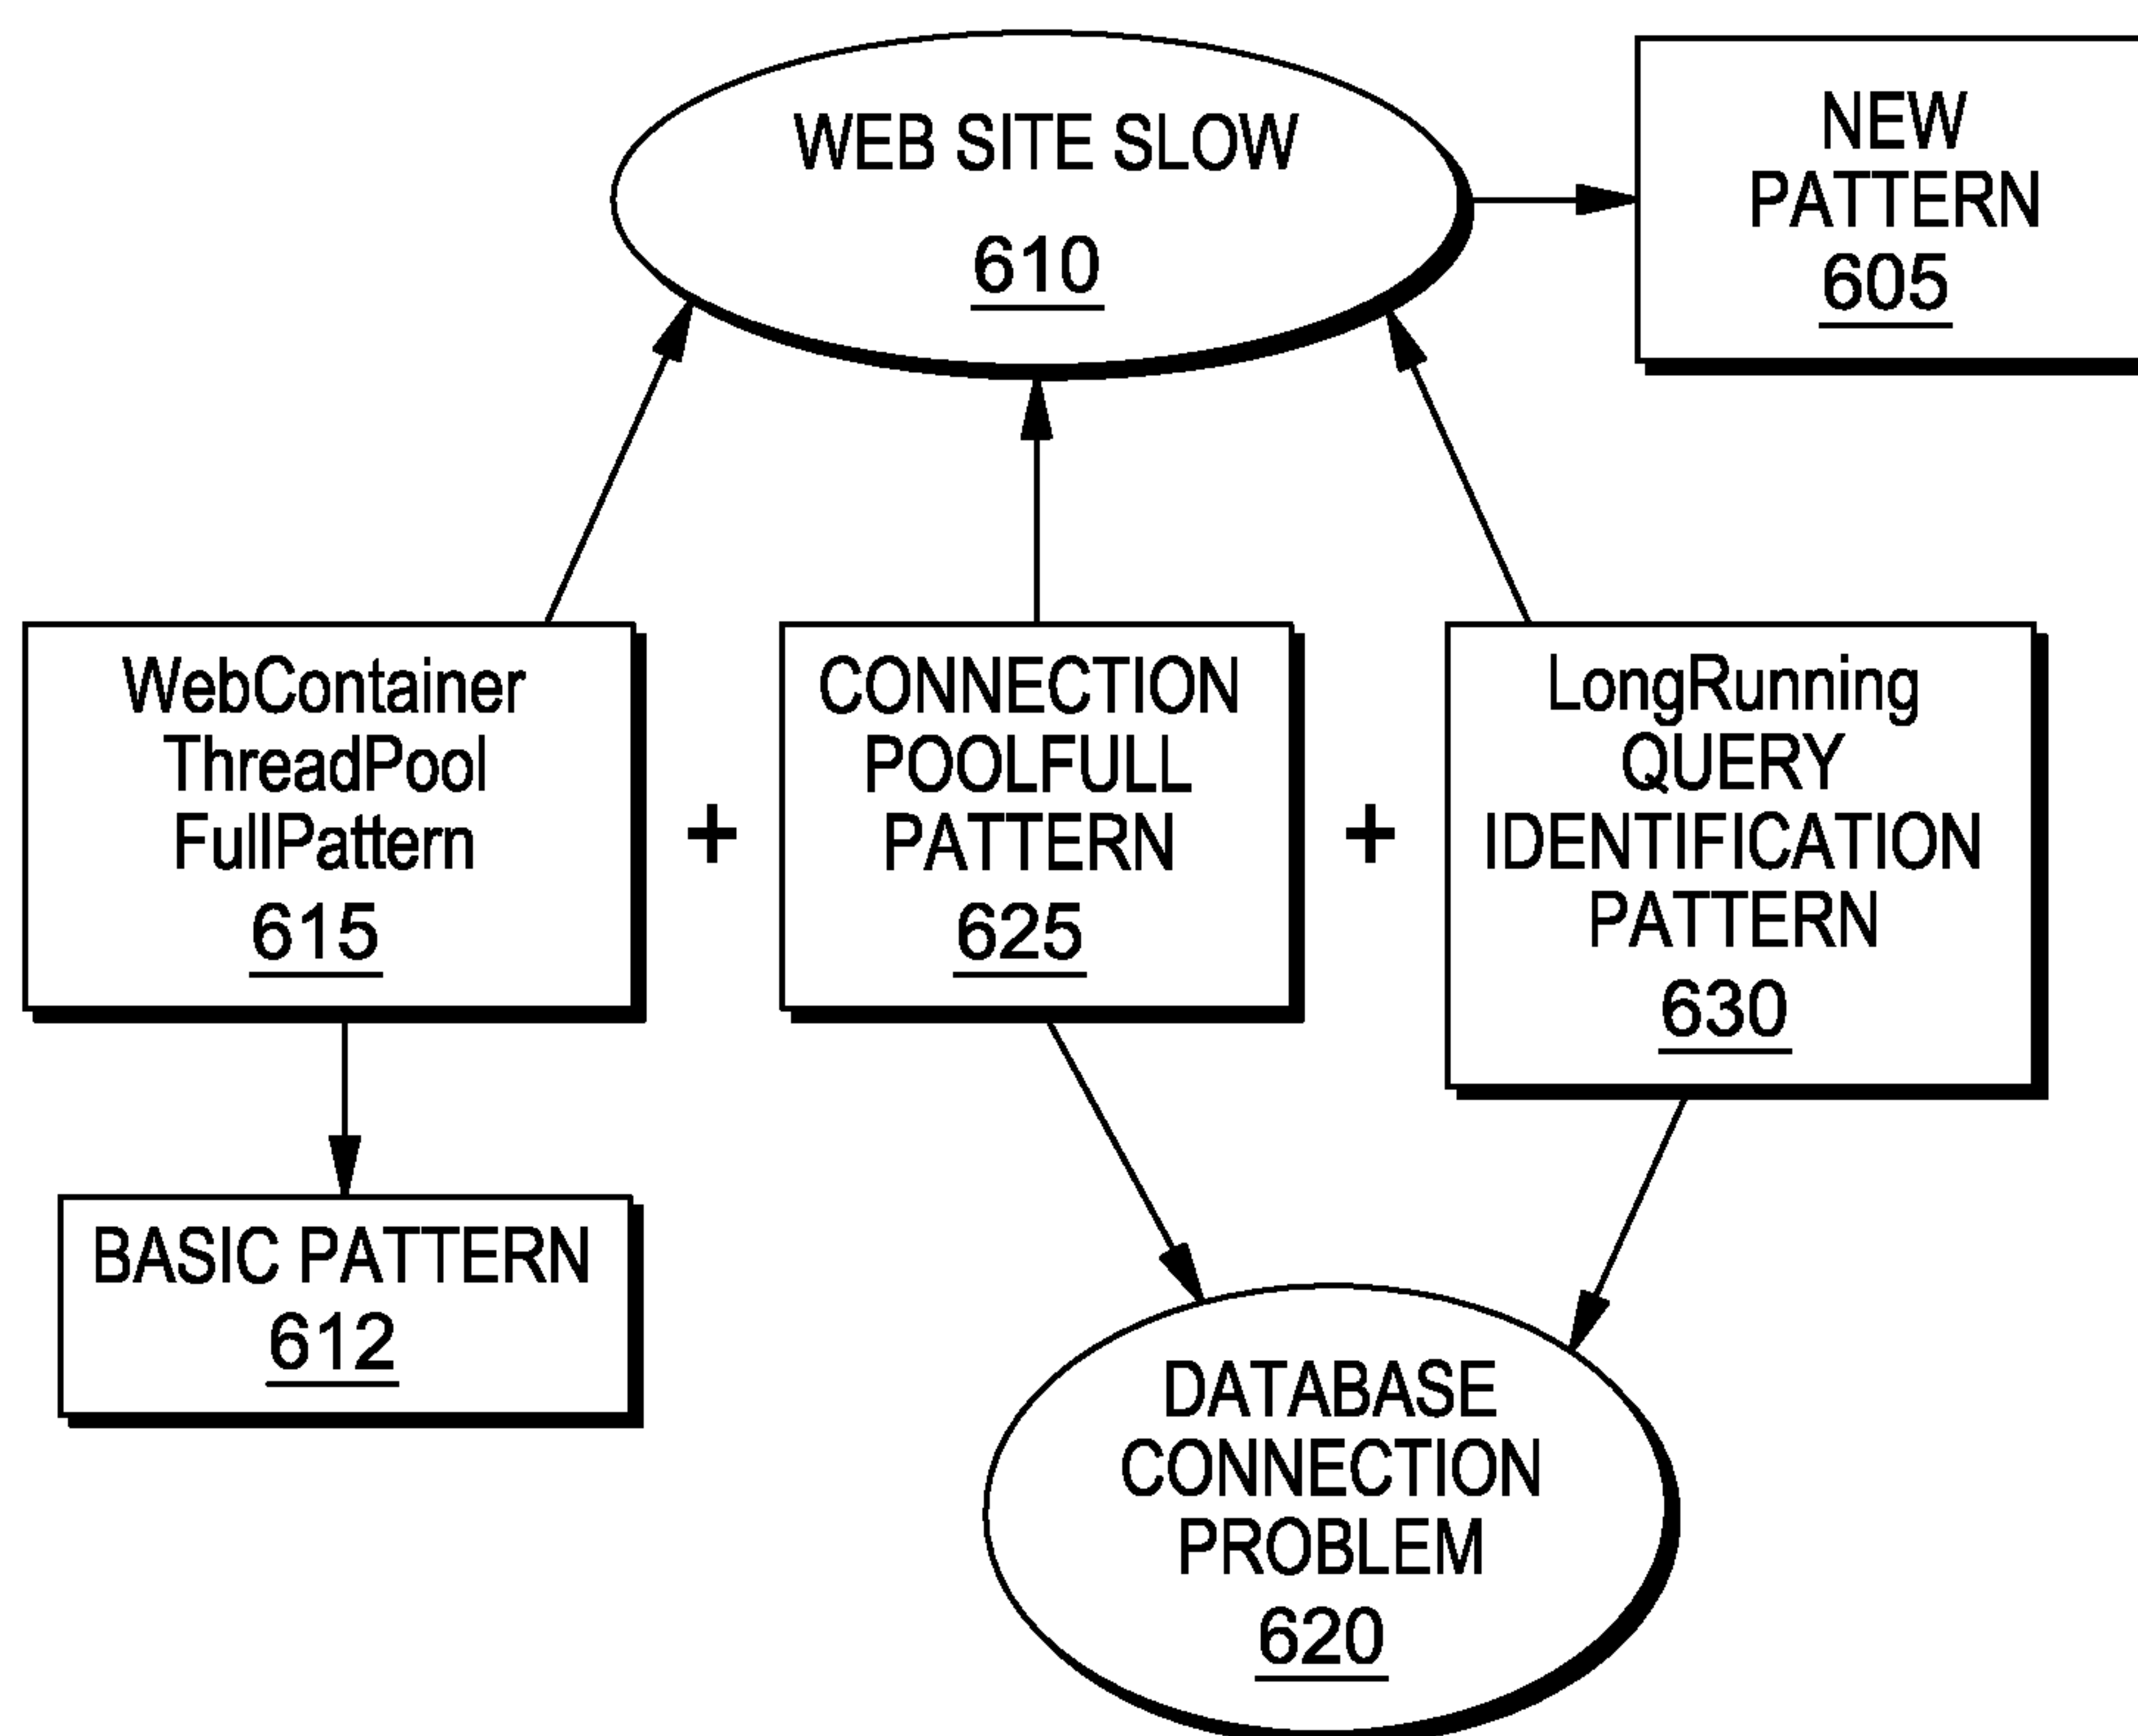 WEB SITE SLOW
610
NEW
PATTERN
605
WebContainer
ThreadPool
FullPattern
615
+
CONNECTION
POOLFULL
PATTERN
625
+
LongRunning
QUERY
IDENTIFICATION
PATTERN
630
BASIC PATTERN
612
DATABASE
CONNECTION
PROBLEM
620